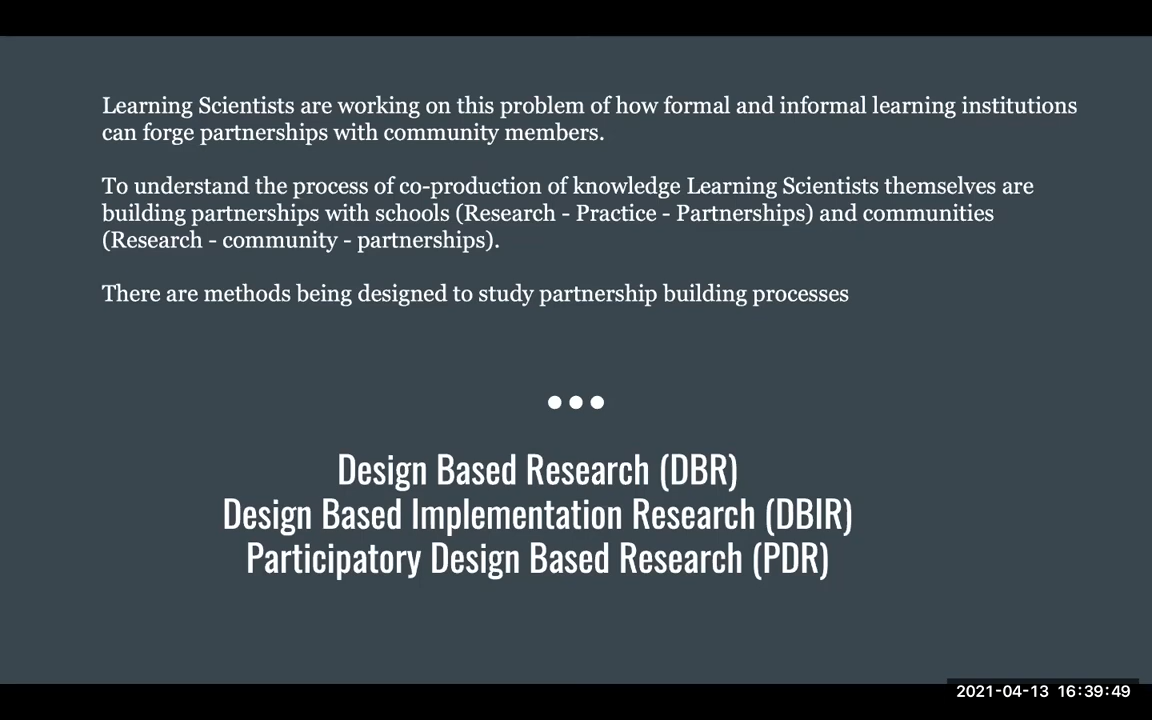 Learning Scientists are working on this problem of how formal and informal learning institutions
can forge partnerships with community members.
To understand the process of co-production of knowledge Learning Scientists themselves are
building partnerships with schools (Research - Practice - Partnerships) and communities
(Research - community - partnerships).
There are methods being designed to study partnership building processes
Design Based Research (DBR)
Design Based Implementation Research (DBIR)
Participatory Design Based Research (PDR)
2021-04-13 16:39:49